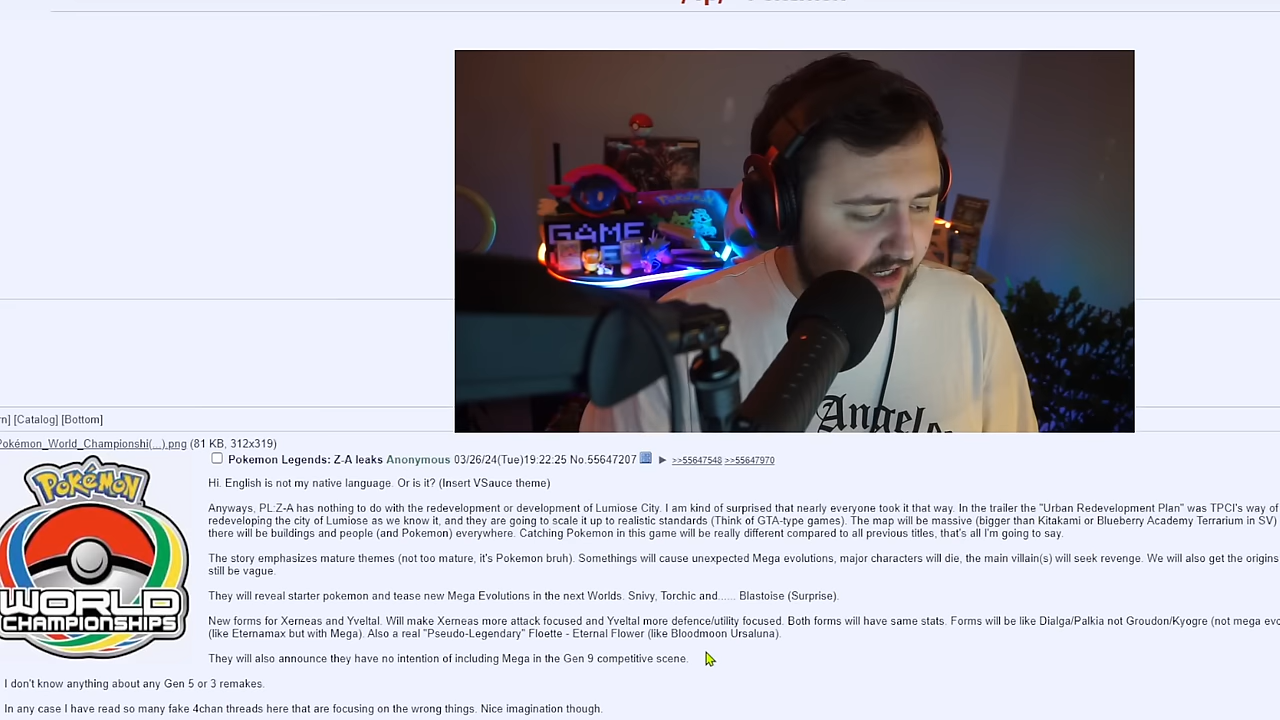 GAME
Angel
[Catalog] [Bottom]
Pokémon_World_Championshi(...).png (81 KB, 312x319)
Pokémon
WORLD
CHAMPIONSHIPS
Pokemon Legends: Z-A leaks Anonymous 03/26/24(Tue)19:22:25 No.55647207 ▶ >>55647548 >>55647970
Hi. English is not my native language. Or is it? (Insert VSauce theme)
Anyways, PL:Z-A has nothing to do with the redevelopment or development of Lumiose City. I am kind of surprised that nearly everyone took it that way. In the trailer the "Urban Redevelopment Plan" was TPCI's way of
redeveloping the city of Lumiose as we know it, and they are going to scale it up to realistic standards (Think of GTA-type games). The map will be massive (bigger than Kitakami or Blueberry Academy Terrarium in SV)
there will be buildings and people (and Pokemon) everywhere. Catching Pokemon in this game will be really different compared to all previous titles, that's all I'm going to say.
The story emphasizes mature themes (not too mature, it's Pokemon bruh). Somethings will cause unexpected Mega evolutions, major characters will die, the main villain(s) will seek revenge. We will also get the origins
still be vague.
They will reveal starter pokemon and tease new Mega Evolutions in the next Worlds. Snivy, Torchic and...... Blastoise (Surprise).
New forms for Xerneas and Yveltal. Will make Xerneas more attack focused and Yveltal more defense/utility focused. Both forms will have same stats. Forms will be like Dialga/Palkia not Groudon/Kyogre (not mega evo
(like Eternamax but with Mega). Also a real "Pseudo-Legendary" Floette - Eternal Flower (like Bloodmoon Ursaluna).
They will also announce they have no intention of including Mega in the Gen 9 competitive scene.
I don't know anything about any Gen 5 or 3 remakes.
In any case I have read so many fake 4chan threads here that are focusing on the wrong things. Nice imagination though.